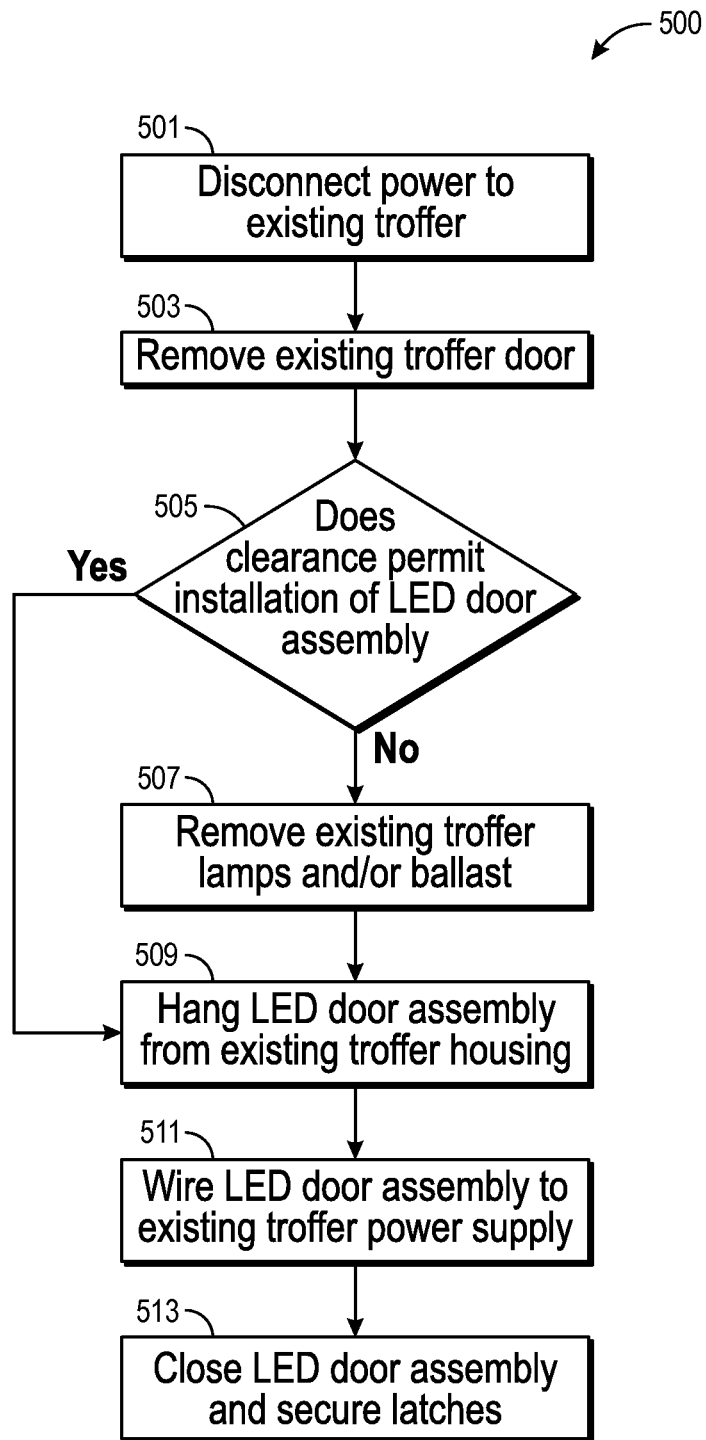 500
501
Disconnect power to
existing troffer
503
Remove existing troffer door
505
Does
clearance permit
installation of LED door
assembly
Yes
No
507
Remove existing troffer
lamps and/or ballast
509
Hang LED door assembly
from existing troffer housing
511
Wire LED door assembly to
existing troffer power supply
513
Close LED door assembly
and secure latches